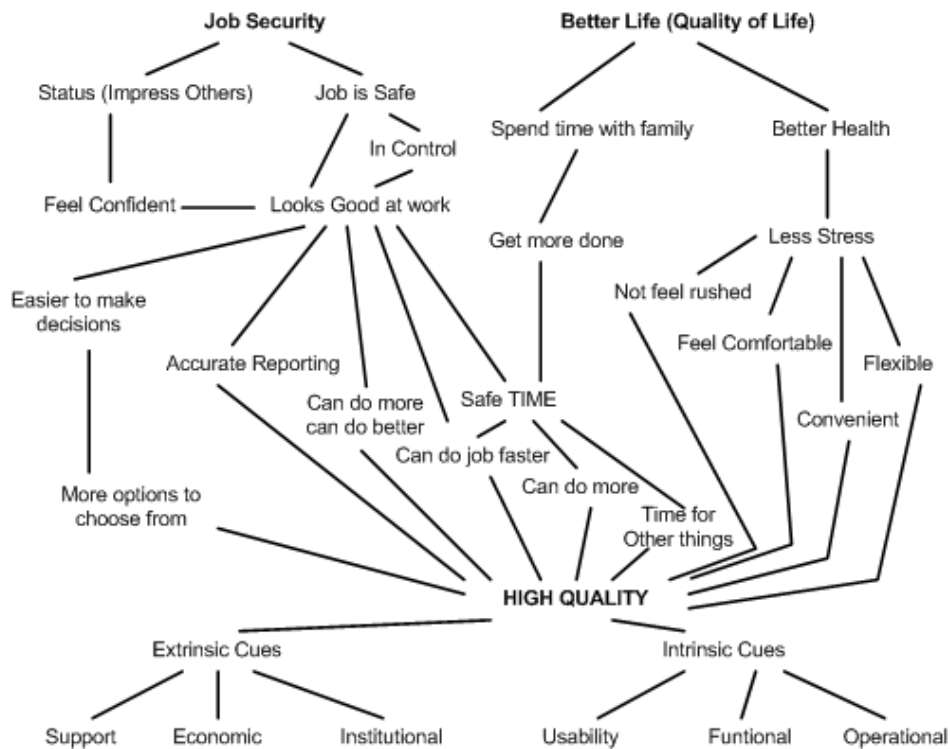 Job Security
Better Life (Quality of Life)
Status (Impress Others)
Job is Safe
Spend time with family
Better Health
In Control
Feel Confident
Looks Good at work
Get more done
Less Stress
Easier to make
decisions
Not feel rushed
Accurate Reporting
Feel Comfortable
Flexible
Can do more
can do better
Safe TIME
Convenient
Can do job faster
Can do more
More options to
choose from
Time for
Other things
HIGH QUALITY
Extrinsic Cues
Intrinsic Cues
Support
Economic
Institutional
Usability
Funtional
Operational